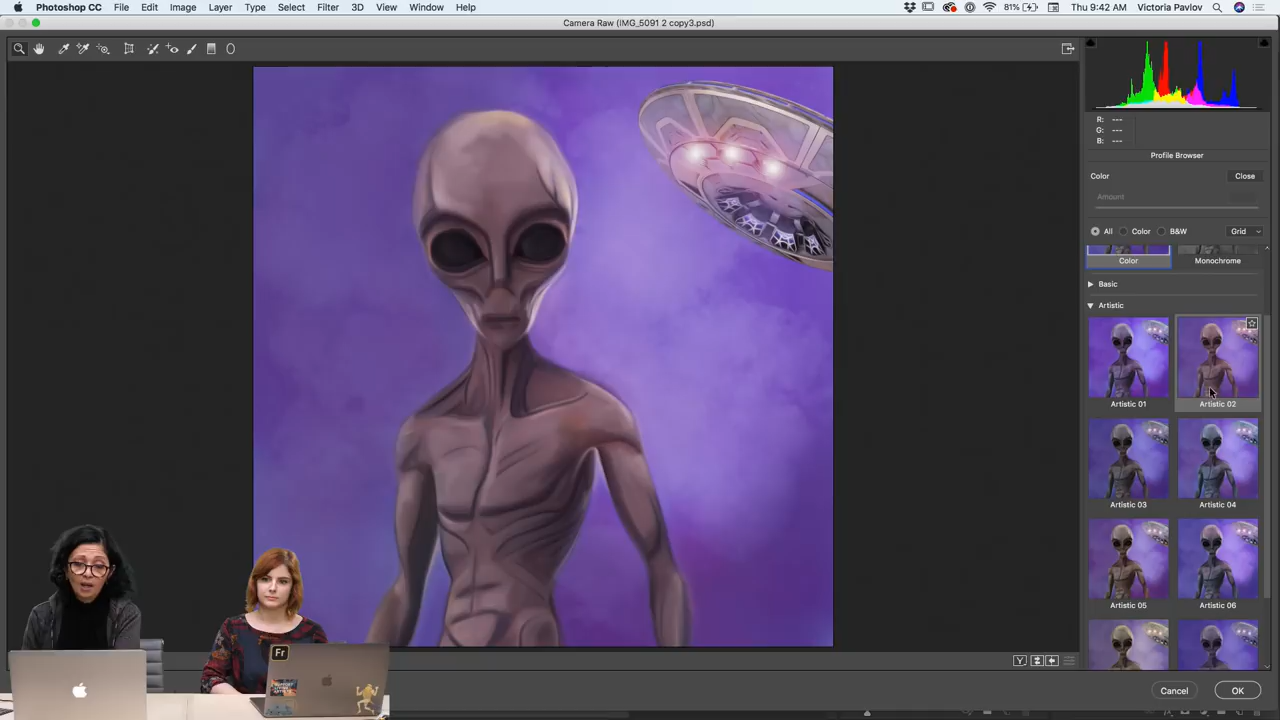 Photoshop CC File Edit Image Layer Type Select Filter 3D View Window Help 81% Thu 9:42 AM Victoria Pavlov
Camera Raw (IMG_5091 2 copy3.psd)
R: ---
G: ---
B: ---
Profile Browser
Color Close
Amount
All Color B&W Grid
Color Monochrome
Basic
Artistic
Artistic 01 Artistic 02
Artistic 03 Artistic 04
Artistic 05 Artistic 06
Fr
Y
Cancel OK